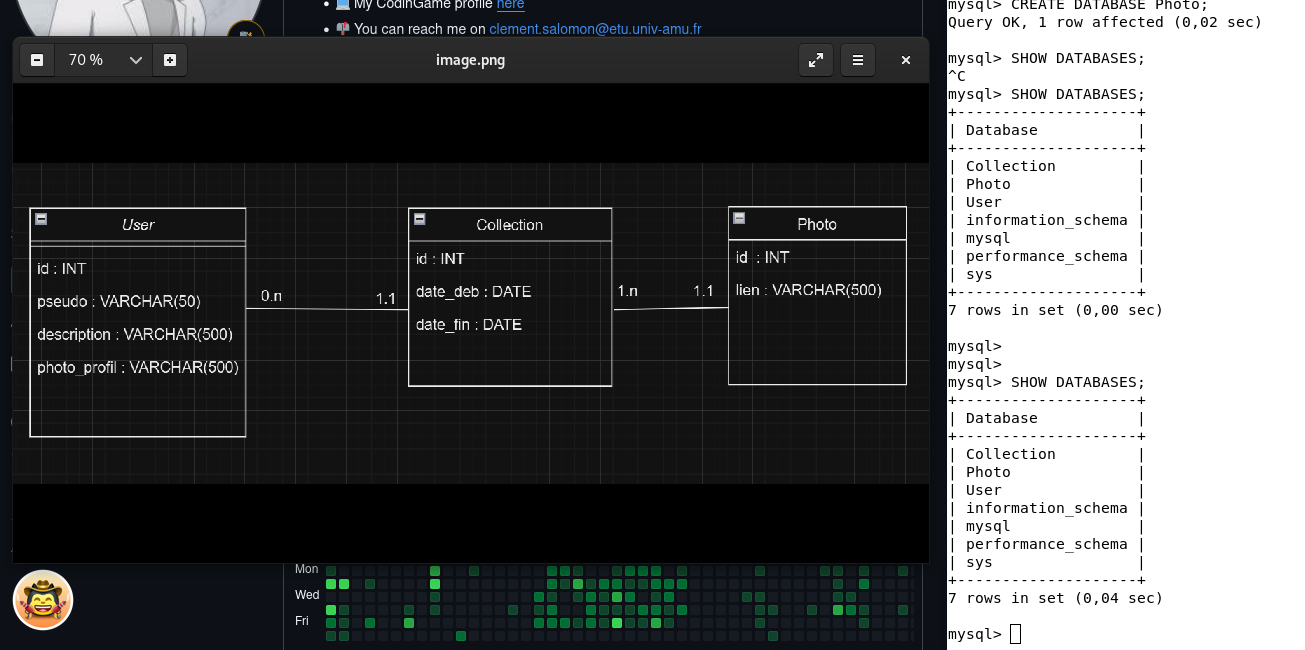 My CodinGame profile here
You can reach me on clement.salomon@etu.univ-amu.fr
70 %
image.png
User
id : INT
pseudo : VARCHAR(50)
description : VARCHAR(500)
photo_profil : VARCHAR(500)
0.n
1.1
Collection
id : INT
date_deb : DATE
date_fin : DATE
1.n
1.1
Photo
id : INT
lien : VARCHAR(500)
Mon
Wed
Fri
mysql> CREATE DATABASE Photo;
Query OK, 1 row affected (0,02 sec)
mysql> SHOW DATABASES;
^C
mysql> SHOW DATABASES;
+--------------------+
| Database           |
+--------------------+
| Collection         |
| Photo              |
| User               |
| information_schema |
| mysql              |
| performance_schema |
| sys                |
+--------------------+
7 rows in set (0,00 sec)
mysql>
mysql>
mysql> SHOW DATABASES;
+--------------------+
| Database           |
+--------------------+
| Collection         |
| Photo              |
| User               |
| information_schema |
| mysql              |
| performance_schema |
| sys                |
+--------------------+
7 rows in set (0,04 sec)
mysql>